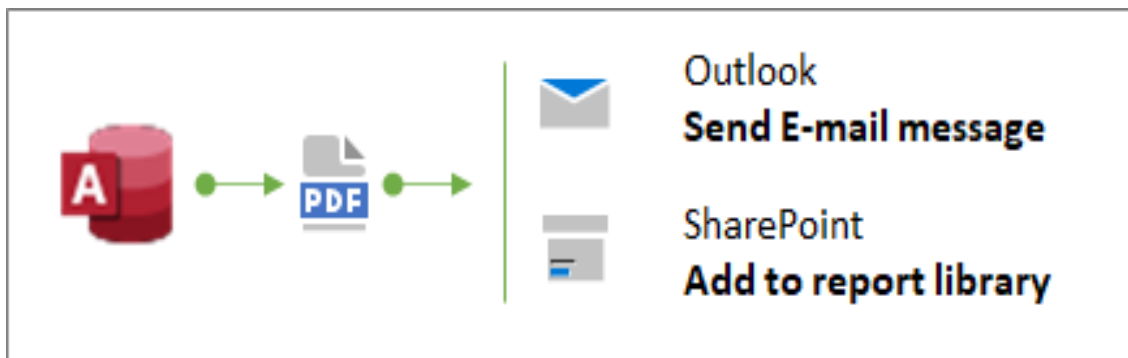 A
PDF
Outlook
Send E-mail message
SharePoint
Add to report library